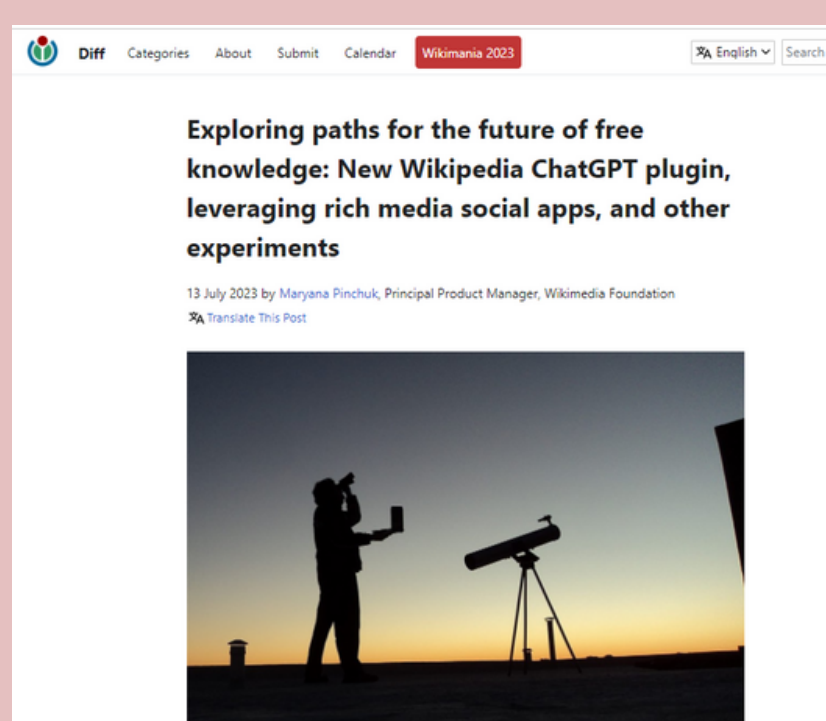 Diff Categories About Submit Calendar Wikimania 2023 English Search
Exploring paths for the future of free
knowledge: New Wikipedia ChatGPT plugin,
leveraging rich media social apps, and other
experiments
13 July 2023 by Maryana Pinchuk, Principal Product Manager, Wikimedia Foundation
Translate This Post